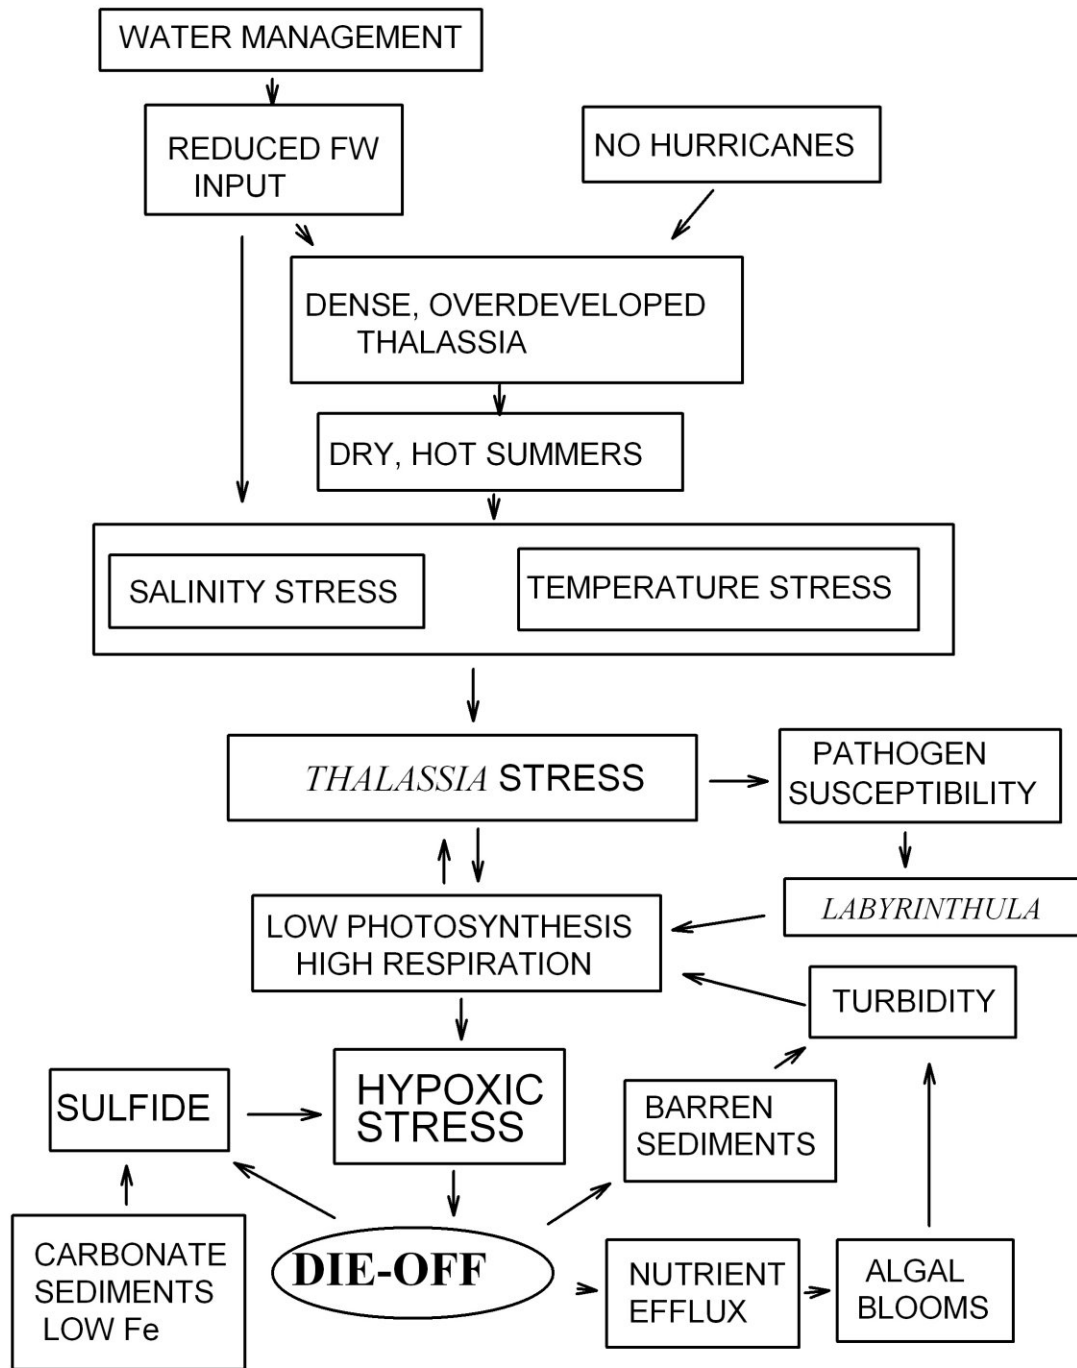 WATER MANAGEMENT
REDUCED FW
INPUT
NO HURRICANES
DENSE, OVERDEVELOPED
THALASSIA
DRY, HOT SUMMERS
SALINITY STRESS
TEMPERATURE STRESS
THALASSIA STRESS
PATHOGEN
SUSCEPTIBILITY
LABYRINTHULA
LOW PHOTOSYNTHESIS
HIGH RESPIRATION
TURBIDITY
HYPOXIC
STRESS
SULFIDE
BARREN
SEDIMENTS
CARBONATE
SEDIMENTS
LOW Fe
DIE-OFF
NUTRIENT
EFFLUX
ALGAL
BLOOMS